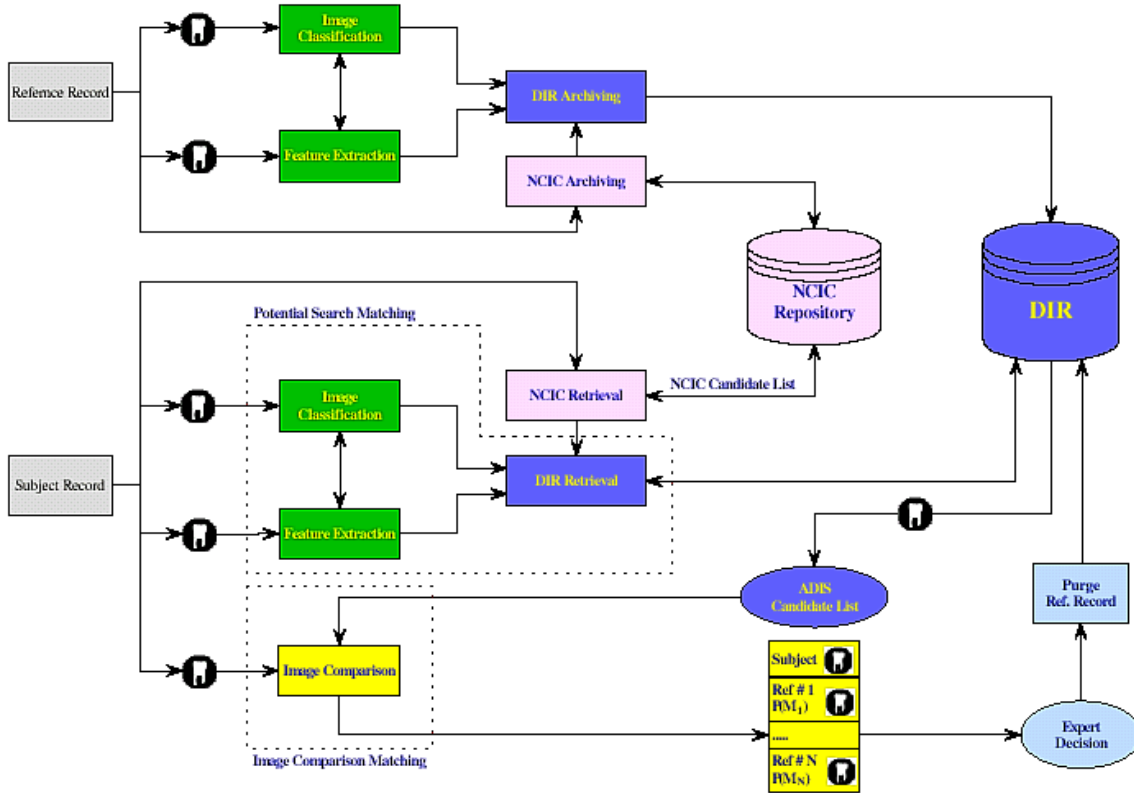 Image
Classification
Refernce Record
DIR Archiving
Feature Extraction
NCIC Archiving
NCIC
Repository
DIR
Potential Search Matching
NCIC Candidate List
Image
Classification
NCIC Retrieval
Subject Record
DIR Retrieval
Feature Extraction
ADIS
Candidate List
Purge
Ref. Record
Image Comparison
Subject
Ref # 1
P(M1)
.....
Ref # N
P(MN)
Expert
Decision
Image Comparison Matching